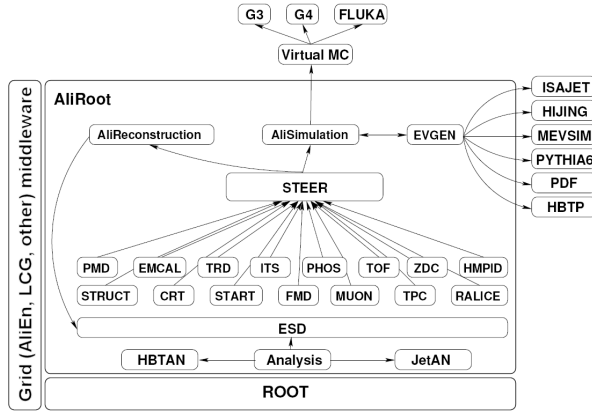 G3 G4 FLUKA
Virtual MC
Grid (AliEn, LCG, other) middleware
AliRoot
ISAJET
HIJING
AliReconstruction AliSimulation EVGEN MEVSIM
PYTHIA6
STEER PDF
HBTP
PMD EMCAL TRD ITS PHOS TOF ZDC HMPID
STRUCT CRT START FMD MUON TPC RALICE
ESD
HBTAN Analysis JetAN
ROOT